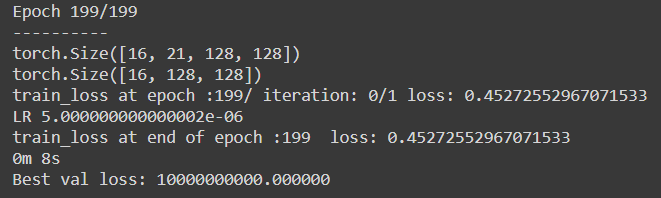 Epoch 199/199
----------
torch.Size([16, 21, 128, 128])
torch.Size([16, 128, 128])
train_loss at epoch :199/ iteration: 0/1 loss: 0.45272552967071533
LR 5.000000000000002e-06
train_loss at end of epoch :199  loss: 0.45272552967071533
0m 8s
Best val loss: 10000000000.000000